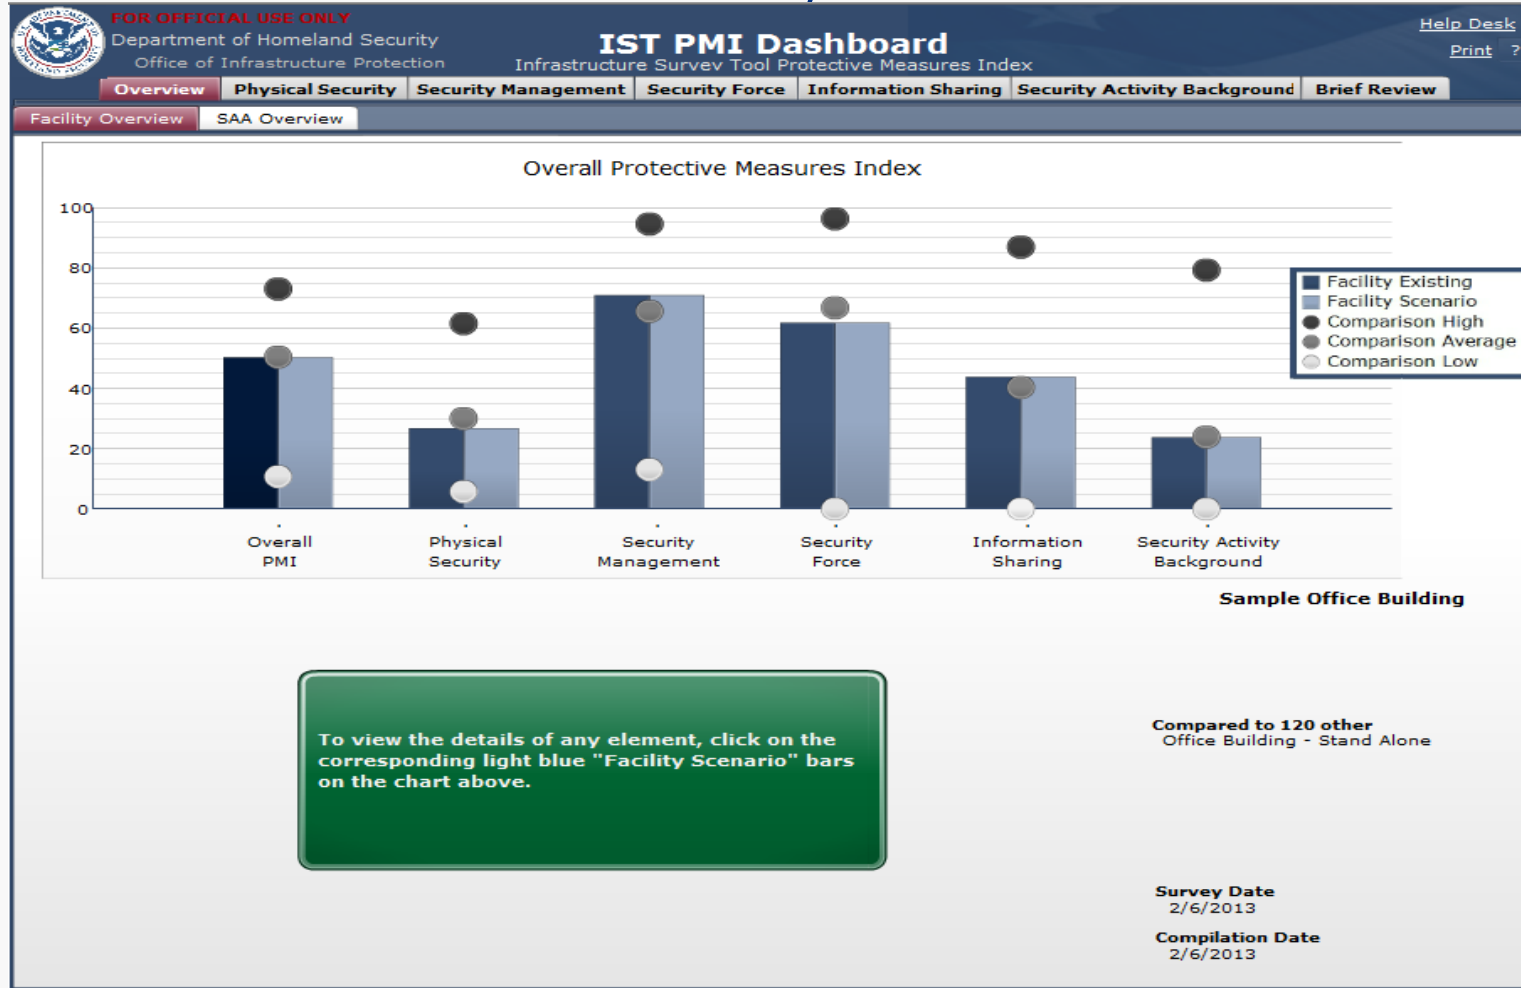 FOR OFFICIAL USE ONLY
Department of Homeland Security
Office of Infrastructure Protection
IST PMI Dashboard
Infrastructure Survey Tool Protective Measures Index
Help Desk
Print ?
Overview Physical Security Security Management Security Force Information Sharing Security Activity Background Brief Review
Facility Overview SAA Overview
Overall Protective Measures Index
100
80
60
40
20
0
Facility Existing
Facility Scenario
Comparison High
Comparison Average
Comparison Low
Overall PMI
Physical Security
Security Management
Security Force
Information Sharing
Security Activity Background
Sample Office Building
To view the details of any element, click on the
corresponding light blue "Facility Scenario" bars
on the chart above.
Compared to 120 other
Office Building - Stand Alone
Survey Date
2/6/2013
Compilation Date
2/6/2013